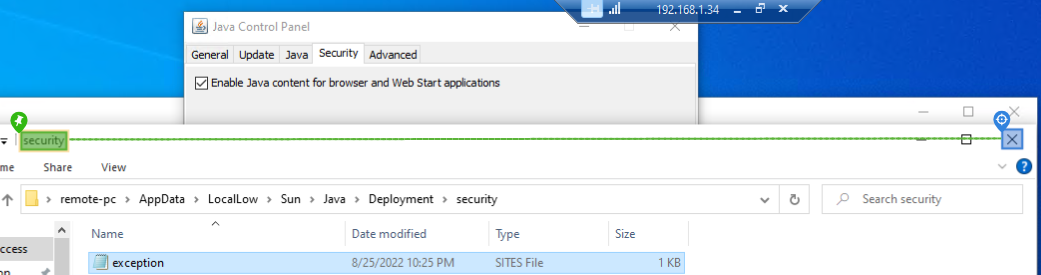 192.168.1.34
Java Control Panel
General Update Java Security Advanced
Enable Java content for browser and Web Start applications
security
me Share View
remote-pc > AppData > LocalLow > Sun > Java > Deployment > security
Search security
Name Date modified Type Size
ccess
exception 8/25/2022 10:25 PM SITES File 1 KB